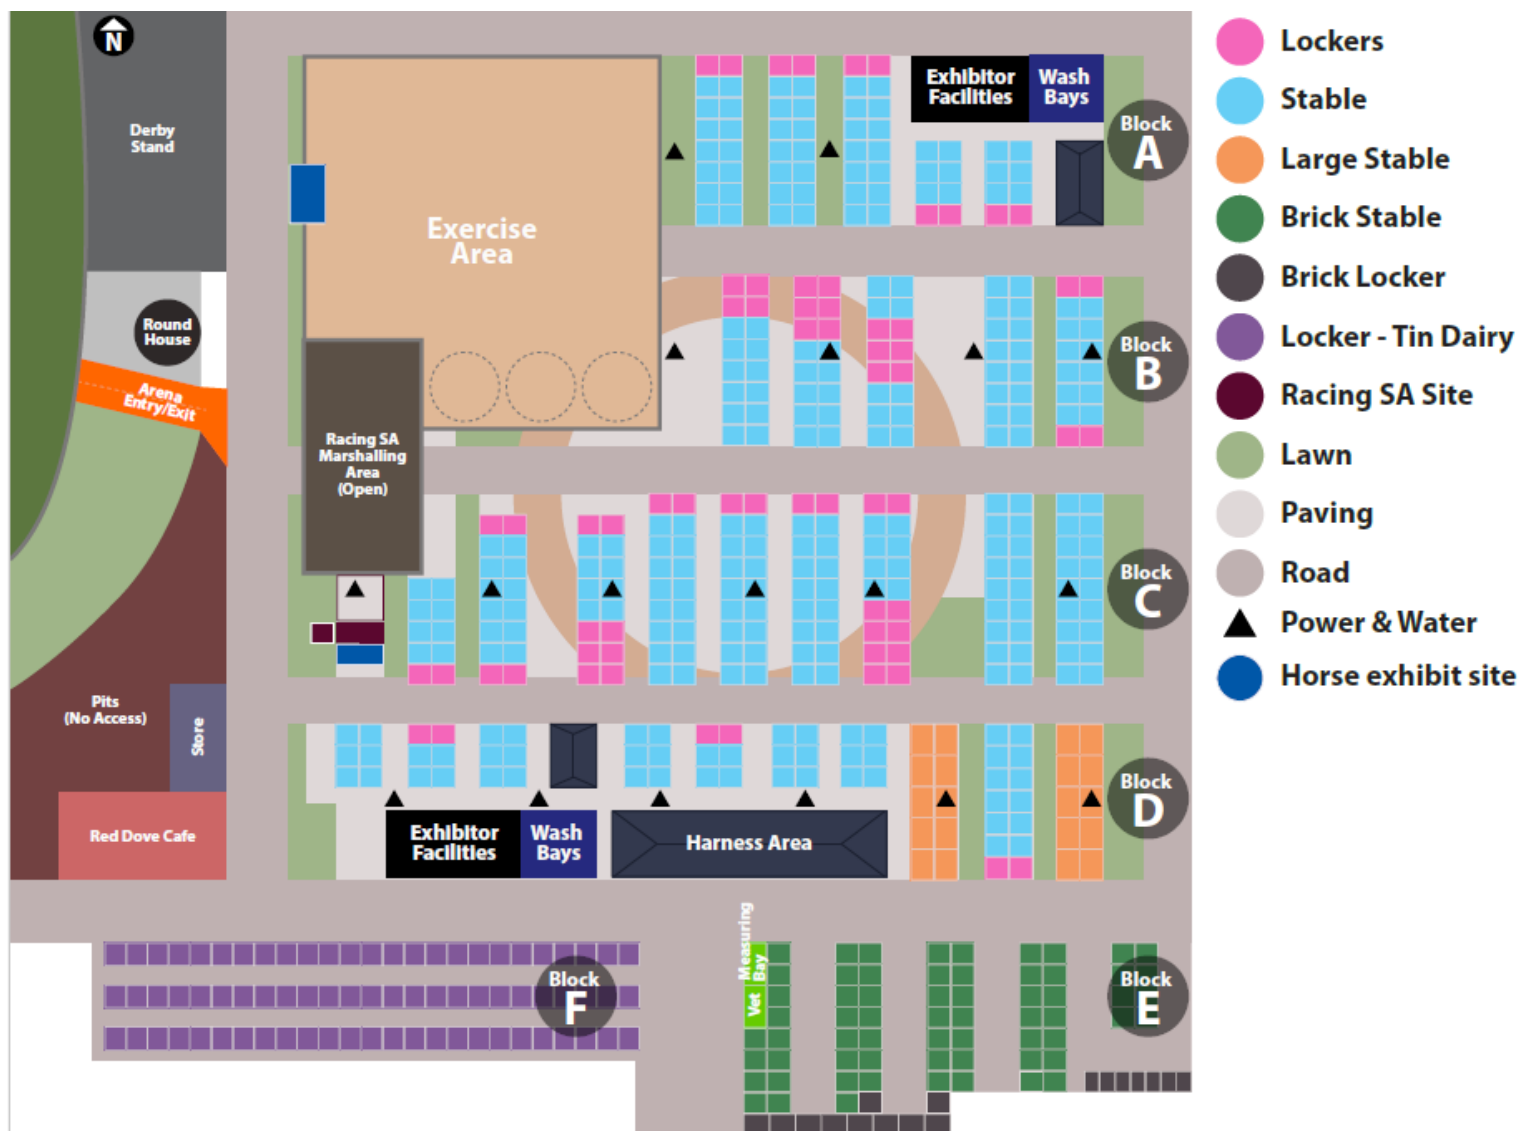 N
Derby
Stand
Exercise
Area
Exhibitor
Facilities
Wash
Bays
Block
A
Round
House
Arena
Entry/Exit
Racing SA
Marshalling
Area
(Open)
Block
B
Block
C
Pits
(No Access)
Store
Red Dove Cafe
Exhibitor
Facilities
Wash
Bays
Harness Area
Block
D
Measuring
Bay
Vet
Block
F
Block
E
Lockers
Stable
Large Stable
Brick Stable
Brick Locker
Locker - Tin Dairy
Racing SA Site
Lawn
Paving
Road
Power & Water
Horse exhibit site